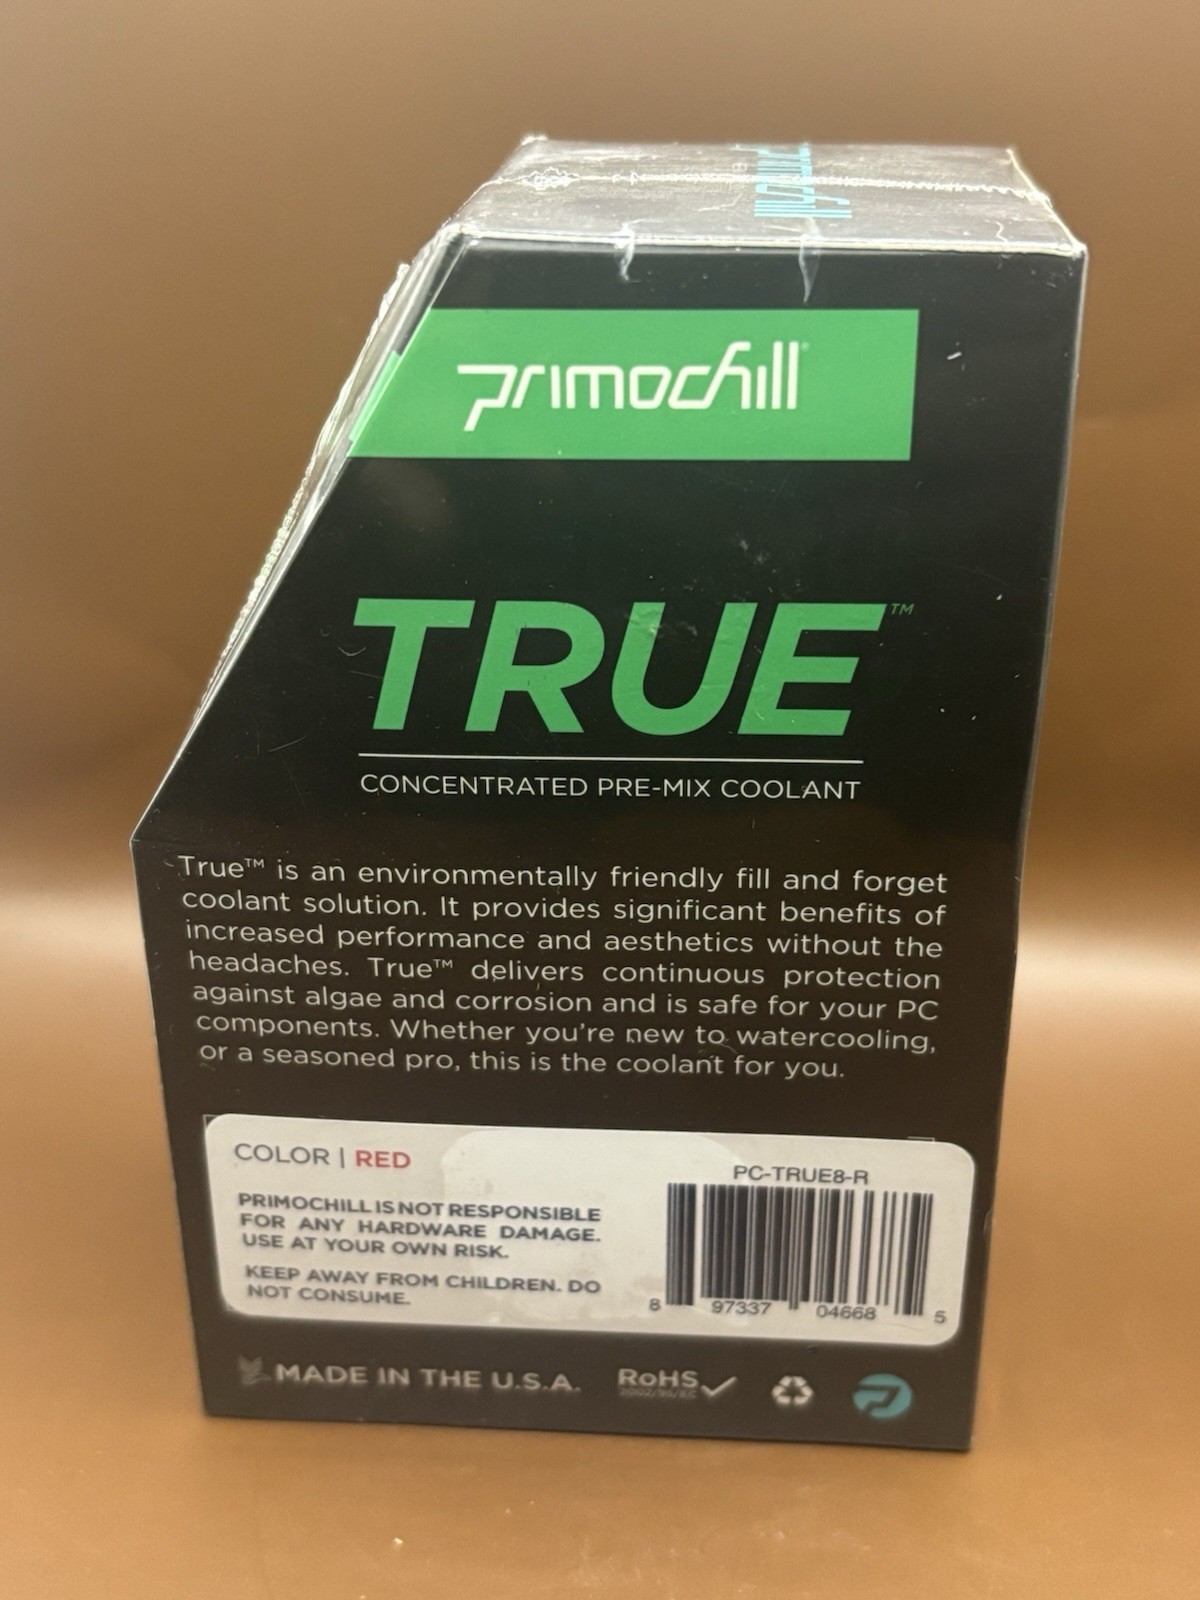 primochill®
TRUE™
CONCENTRATED PRE-MIX COOLANT
True™ is an environmentally friendly fill and forget
coolant solution. It provides significant benefits of
increased performance and aesthetics without the
headaches. True™ delivers continuous protection
against algae and corrosion and is safe for your PC
components. Whether you're new to watercooling,
or a seasoned pro, this is the coolant for you.
COLOR | RED
PRIMOCHILL IS NOT RESPONSIBLE
FOR ANY HARDWARE DAMAGE.
USE AT YOUR OWN RISK.
KEEP AWAY FROM CHILDREN. DO
NOT CONSUME.
PC-TRUE8-R
8 97337 04668 5
MADE IN THE U.S.A.
RoHS
2002/95/EC